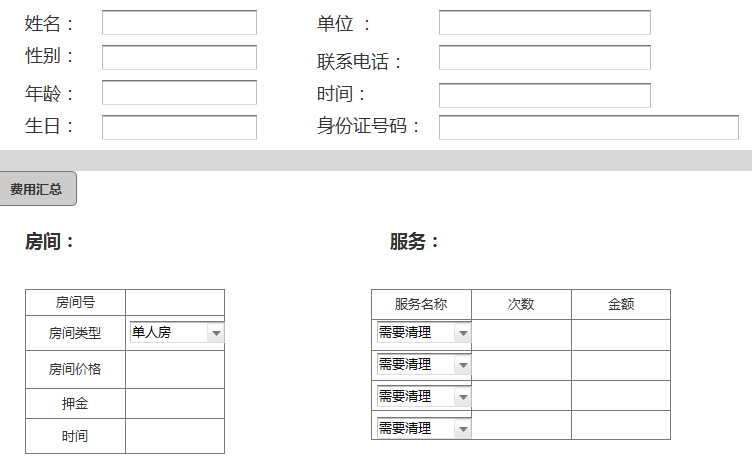 姓名： 单位 ：
性别： 联系电话：
年龄： 时间：
生日： 身份证号码：
费用汇总
房间： 服务：
房间号 服务名称 次数 金额
房间类型 单人房 需要清理
房间价格 需要清理
押金 需要清理
时间 需要清理